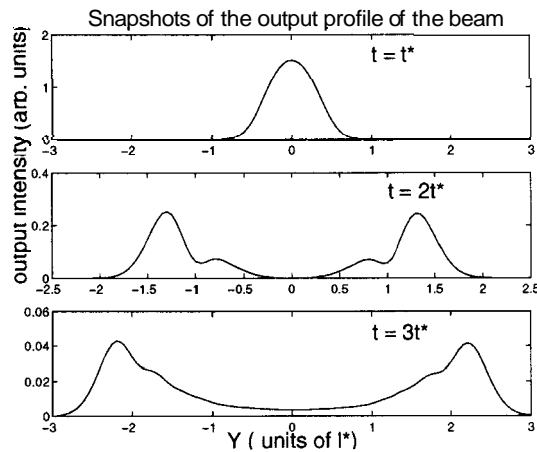 Snapshots of the output profile of the beam
output intensity (arb. units)
2
1
0
t = t*
-3 -2 -1 0 1 2 3
0.4
0.2
0
t = 2t*
-2.5 -2 -1.5 -1 -0.5 0 0.5 1 1.5 2 2.5
0.06
0.04
0.02
0
t = 3t*
-3 -2 -1 0 1 2 3
Y ( units of l*)